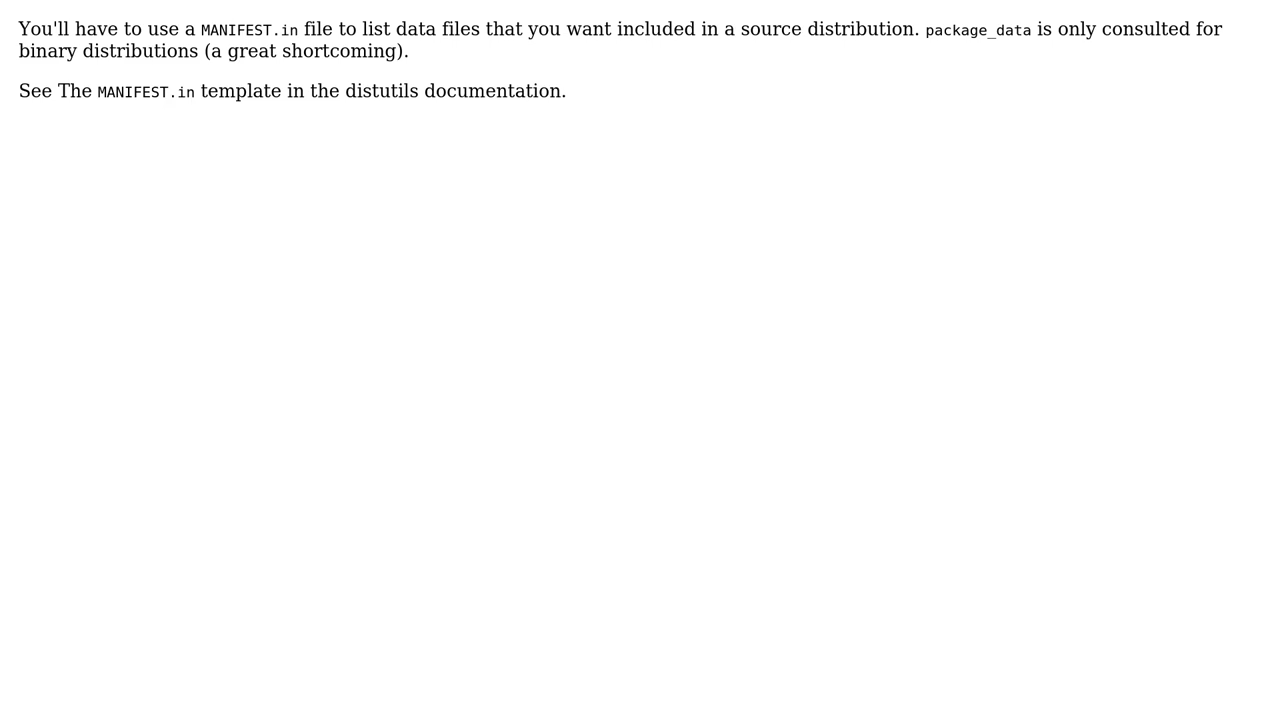 You'll have to use a MANIFEST.in file to list data files that you want included in a source distribution. package_data is only consulted for
binary distributions (a great shortcoming).
See The MANIFEST.in template in the distutils documentation.